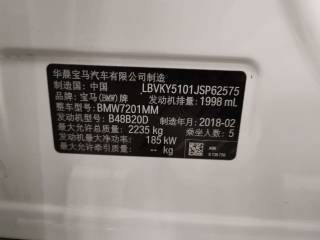 华晨宝马汽车有限公司制造
制造国: 中国 LBVKY5101JSP62575
品牌: 宝马(BMW)牌 发动机排量: 1998 mL
整车型号: BMW7201MM
发动机型号: B48B20D 制造年月: 2018-02
最大允许总质量: 2235 kg 乘坐人数: 5
发动机最大净功率: 185 kW
最大允许牵引质量: -- kg